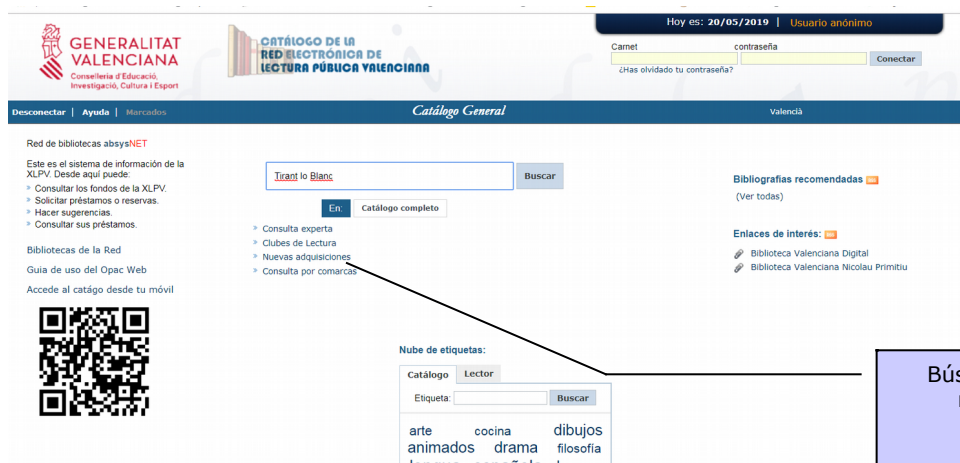 Hoy es: 20/05/2019 | Usuario anónimo
GENERALITAT
VALENCIANA
Conselleria d'Educació,
Investigació, Cultura i Esport
CATÁLOGO DE LA
RED ELECTRÓNICA DE
LECTURA PÚBLICA VALENCIANA
Carnet contraseña
Conectar
¿Has olvidado tu contraseña?
Desconectar | Ayuda | Marcados
Catálogo General
Valencià
Red de bibliotecas absysNET
Este es el sistema de información de la
XLPV. Desde aquí puede:
» Consultar los fondos de la XLPV.
» Solicitar préstamos o reservas.
» Hacer sugerencias.
» Consultar sus préstamos.
Bibliotecas de la Red
Guia de uso del Opac Web
Accede al catágo desde tu móvil
Tirant lo Blanc Buscar
En: Catálogo completo
» Consulta experta
» Clubes de Lectura
» Nuevas adquisiciones
» Consulta por comarcas
Bibliografías recomendadas
(Ver todas)
Enlaces de interés:
Biblioteca Valenciana Digital
Biblioteca Valenciana Nicolau Primitiu
Nube de etiquetas:
Catálogo Lector
Etiqueta: Buscar
arte cocina dibujos
animados drama filosofía
Bús